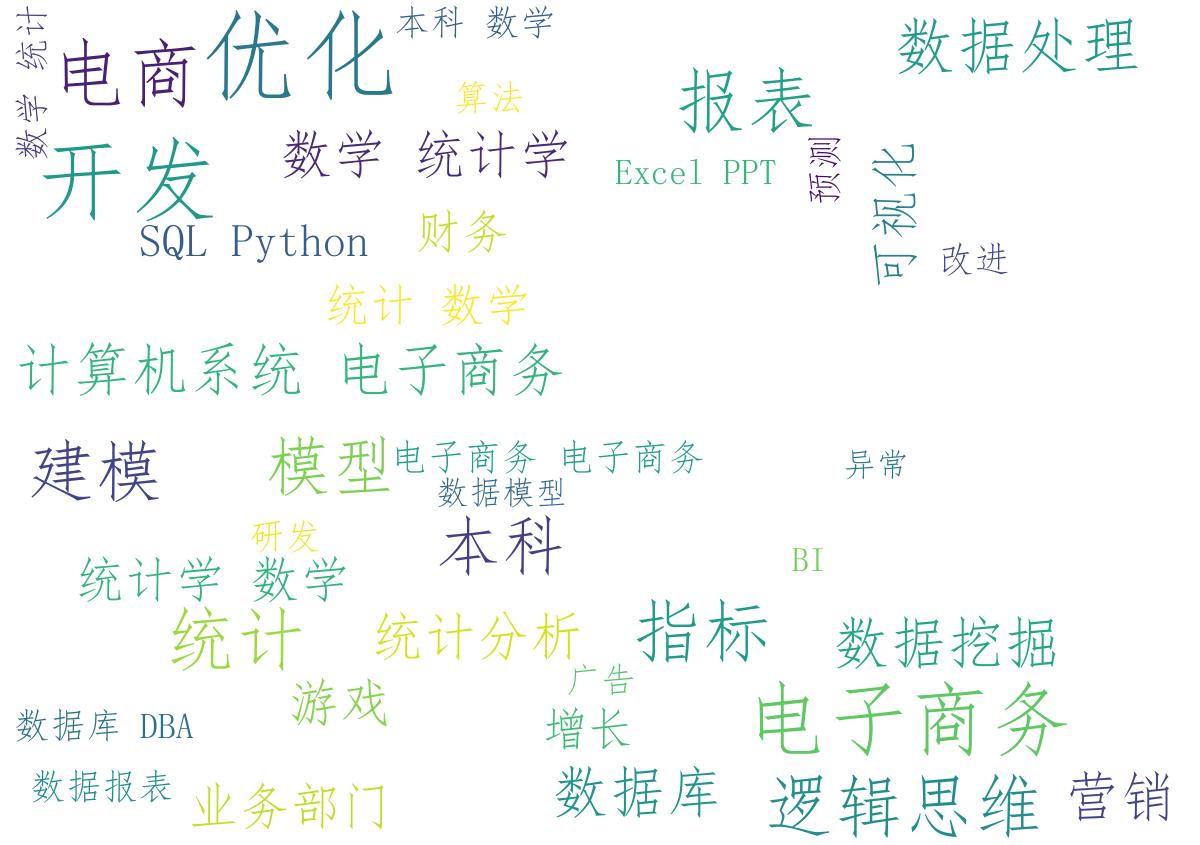 数学 统计
电商
优化
本科 数学
数据处理
算法
报表
开发
数学 统计学
预测
可视化
Excel PPT
SQL Python
财务
改进
统计 数学
计算机系统 电子商务
建模
模型
电子商务 电子商务
异常
数据模型
研发
本科
BI
统计学 数学
统计
统计分析
指标
数据挖掘
广告
游戏
电子商务
数据库 DBA
增长
数据报表
业务部门
数据库
逻辑思维
营销